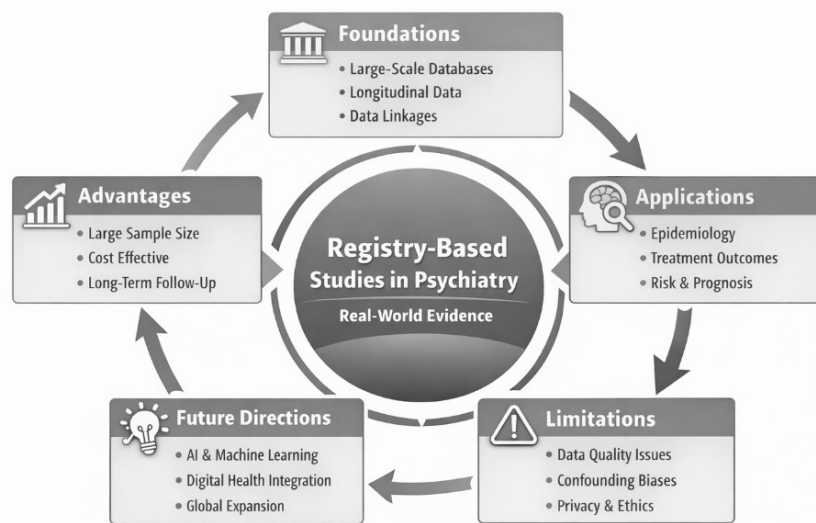 Foundations
• Large-Scale Databases
• Longitudinal Data
• Data Linkages
Advantages
• Large Sample Size
• Cost Effective
• Long-Term Follow-Up
Registry-Based
Studies in Psychiatry
Real-World Evidence
Applications
• Epidemiology
• Treatment Outcomes
• Risk & Prognosis
Future Directions
• AI & Machine Learning
• Digital Health Integration
• Global Expansion
Limitations
• Data Quality Issues
• Confounding Biases
• Privacy & Ethics